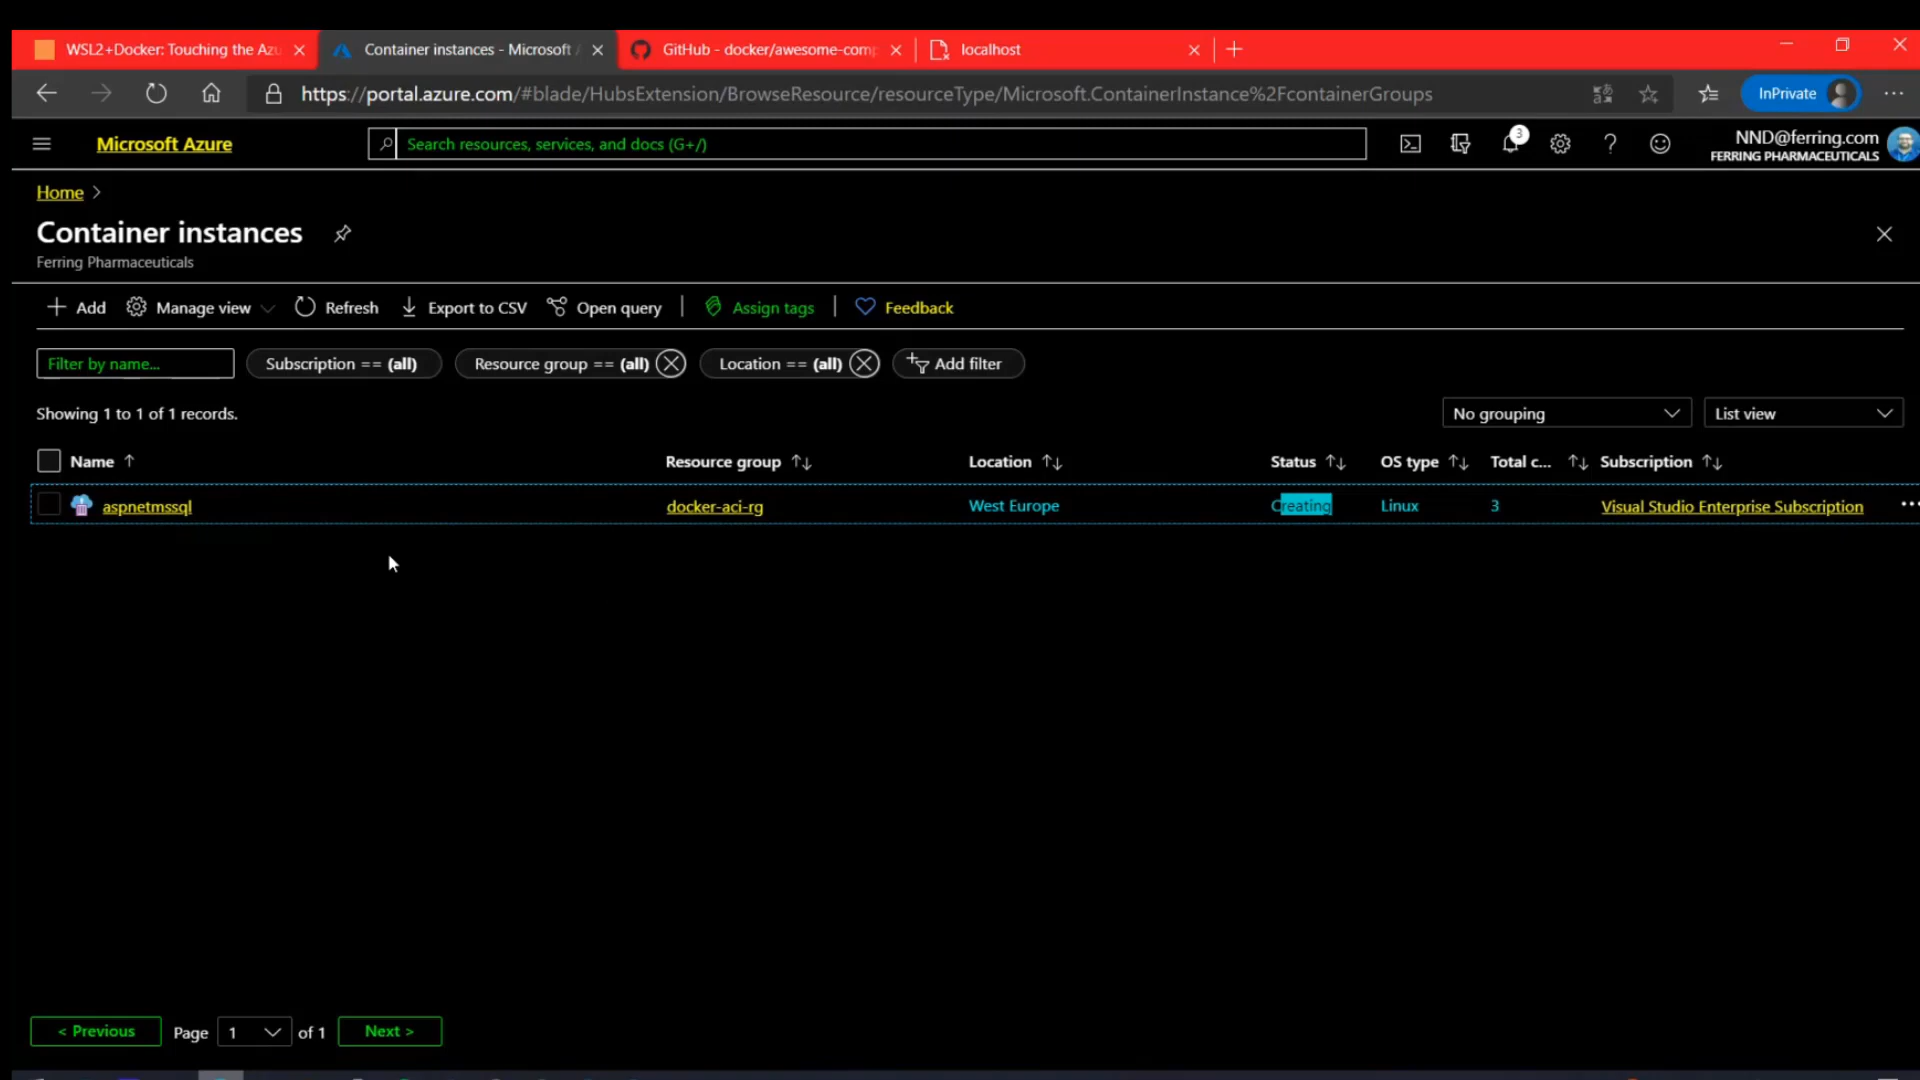 WSL2+Docker: Touching the Azu
Container instances - Microsoft A
GitHub - docker/awesome-comp
localhost
https://portal.azure.com/#blade/HubsExtension/BrowseResource/resourceType/Microsoft.ContainerInstance%2FcontainerGroups
InPrivate
Microsoft Azure
Search resources, services, and docs (G+/)
3
NND@ferring.com
FERRING PHARMACEUTICALS
Home >
Container instances
Ferring Pharmaceuticals
Add
Manage view
Refresh
Export to CSV
Open query
Assign tags
Feedback
Filter by name...
Subscription == (all)
Resource group == (all)
Location == (all)
Add filter
Showing 1 to 1 of 1 records.
No grouping
List view
Name ↑ Resource group ↑↓ Location ↑↓ Status ↑↓ OS type ↑↓ Total c... ↑↓ Subscription ↑↓
aspnetmssql docker-aci-rg West Europe Creating Linux 3 Visual Studio Enterprise Subscription ...
< Previous Page 1 of 1 Next >